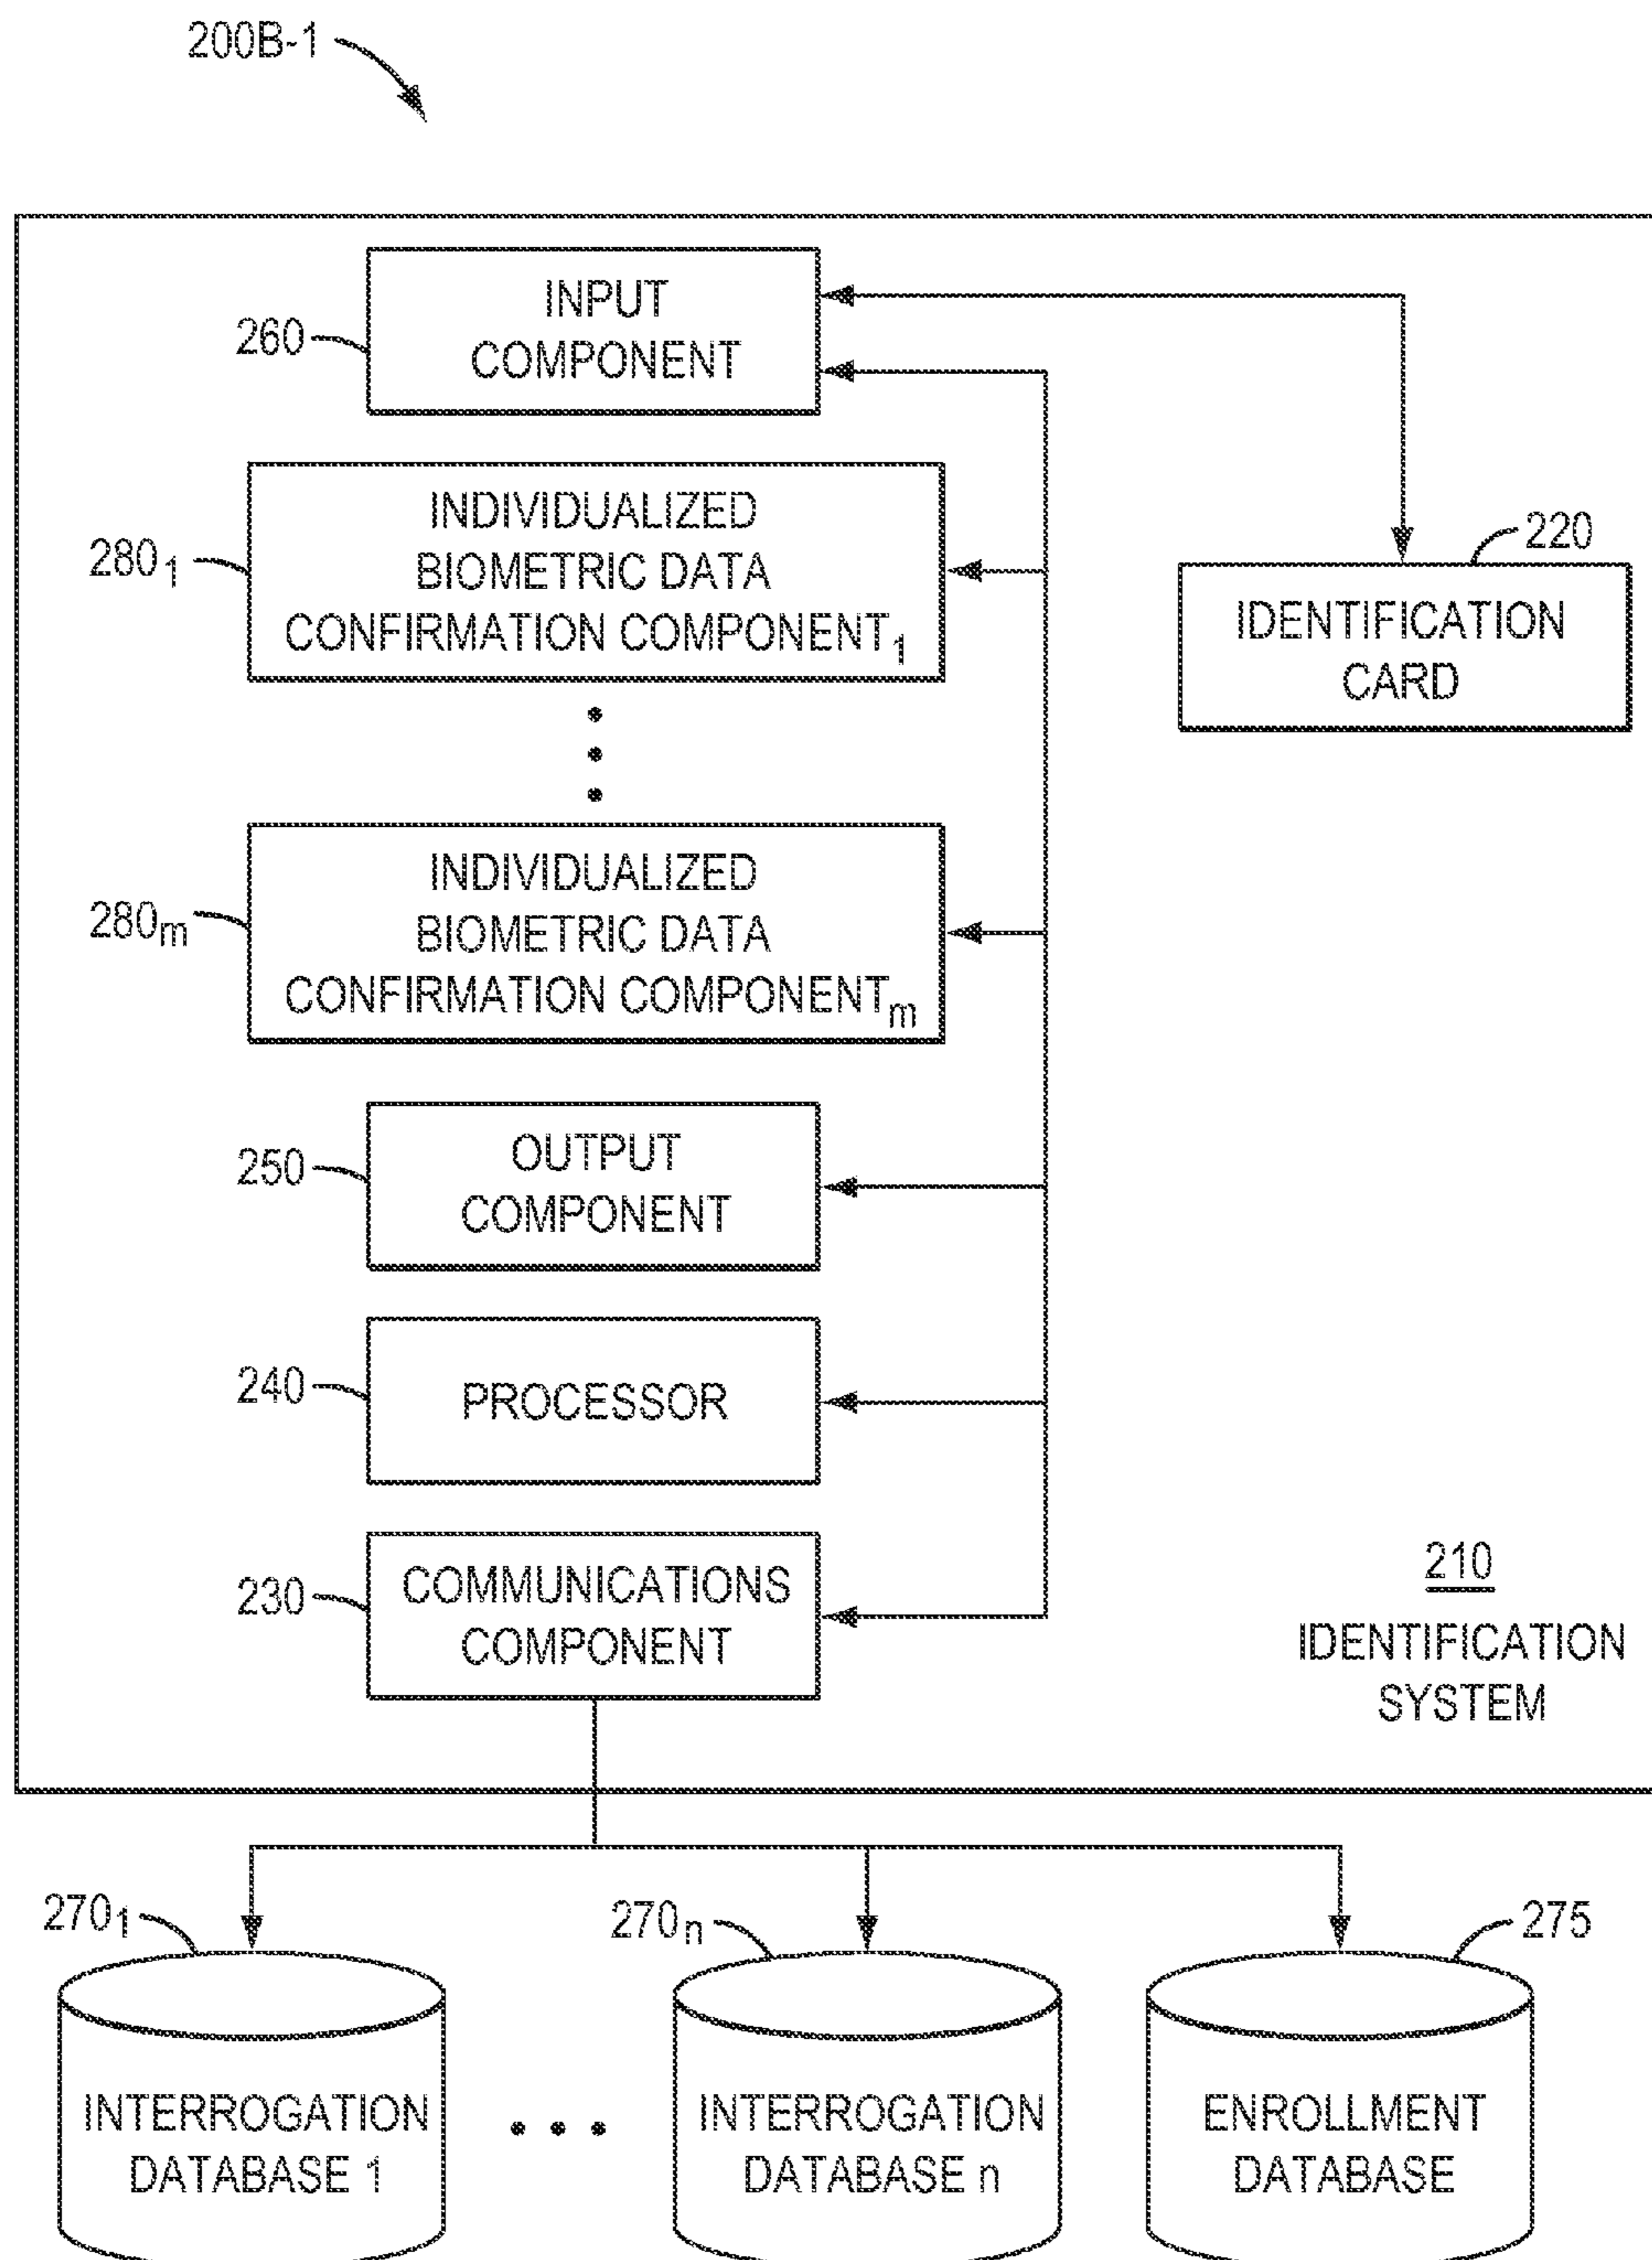 200B-1
INPUT
COMPONENT
260
INDIVIDUALIZED
BIOMETRIC DATA
CONFIRMATION COMPONENT₁
280₁
220
IDENTIFICATION
CARD
INDIVIDUALIZED
BIOMETRIC DATA
CONFIRMATION COMPONENTₘ
280ₘ
OUTPUT
COMPONENT
250
PROCESSOR
240
COMMUNICATIONS
COMPONENT
230
210
IDENTIFICATION
SYSTEM
270₁
270ₙ
275
INTERROGATION
DATABASE 1
INTERROGATION
DATABASE n
ENROLLMENT
DATABASE